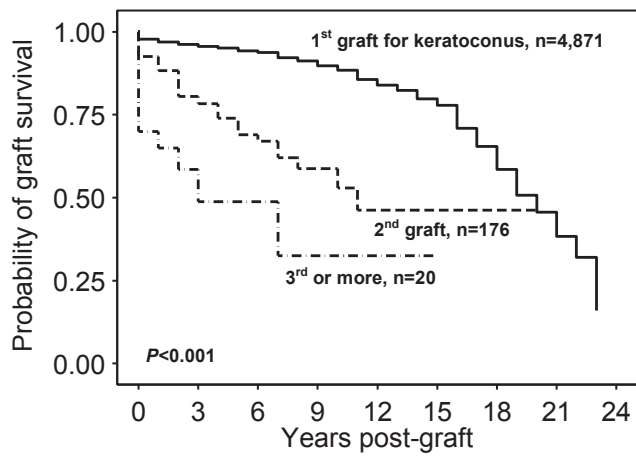 Probability of graft survival
1.00
0.75
0.50
0.25
0.00
1st graft for keratoconus, n=4,871
2nd graft, n=176
3rd or more, n=20
P<0.001
0 3 6 9 12 15 18 21 24
Years post-graft